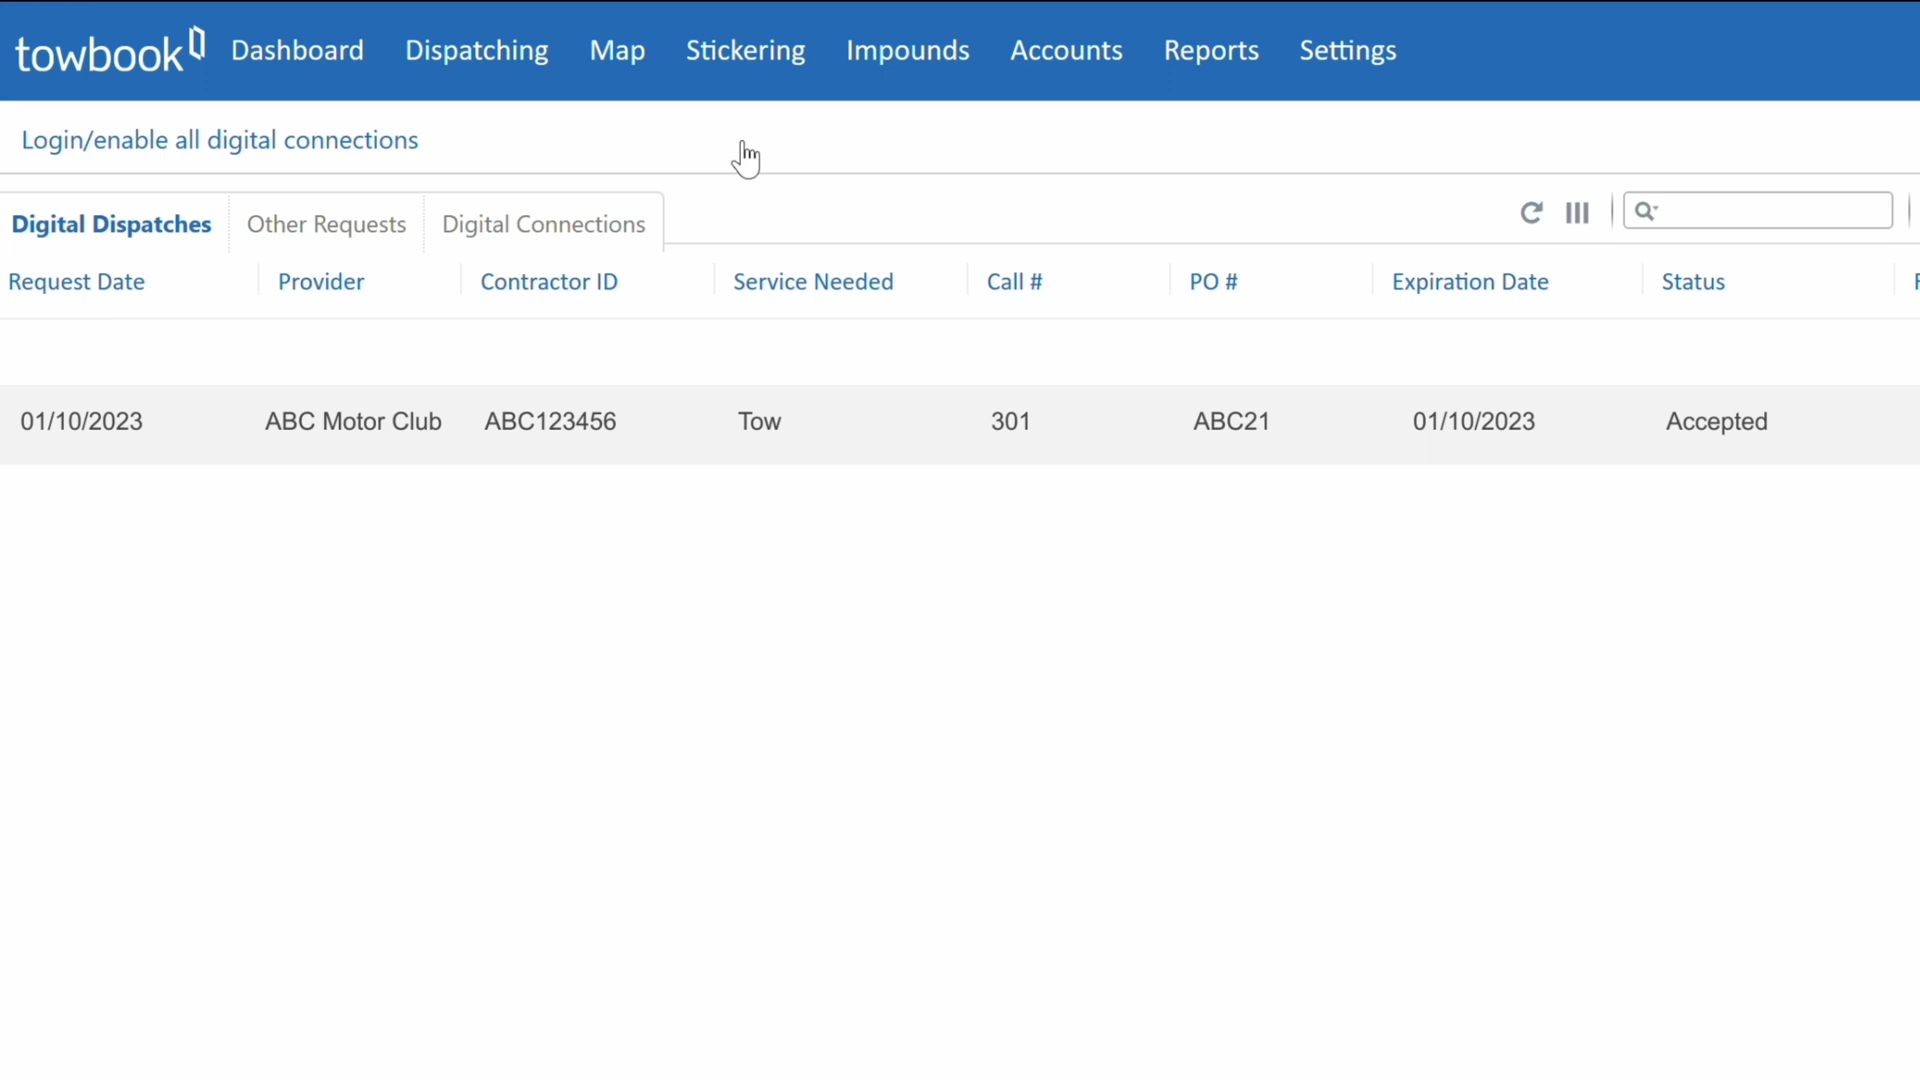 towbook Dashboard Dispatching Map Stickering Impounds Accounts Reports Settings
Login/enable all digital connections
Digital Dispatches Other Requests Digital Connections
Request Date Provider Contractor ID Service Needed Call # PO # Expiration Date Status
01/10/2023 ABC Motor Club ABC123456 Tow 301 ABC21 01/10/2023 Accepted